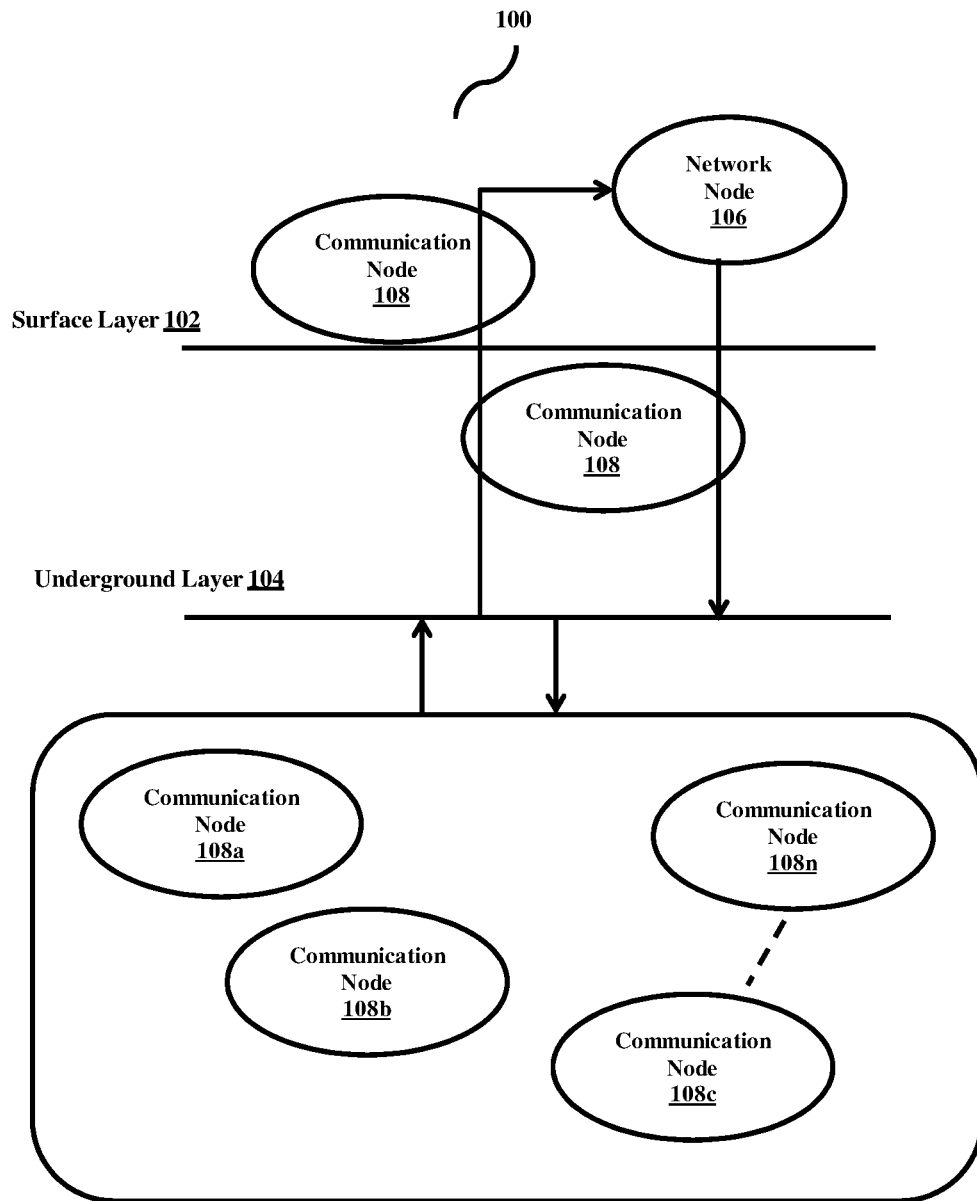 100
Network
Node
106
Communication
Node
108
Surface Layer 102
Communication
Node
108
Underground Layer 104
Communication
Node
108a
Communication
Node
108n
Communication
Node
108b
Communication
Node
108c